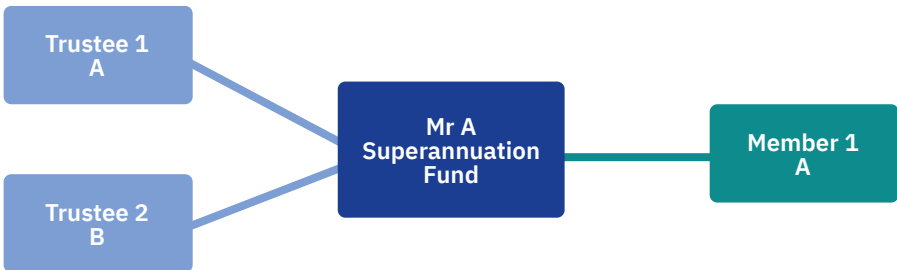 Trustee 1
A
Mr A
Superannuation
Fund
Member 1
A
Trustee 2
B